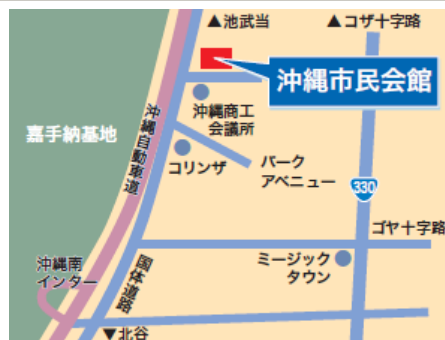 ▲池武当
▲コザ十字路
沖縄市民会館
沖縄商工
会議所
嘉手納基地
沖縄自動車道
コリンザ
パーク
アベニュー
330
ゴヤ十字路
沖縄南
インター
国体道路
ミージック
タウン
▼北谷